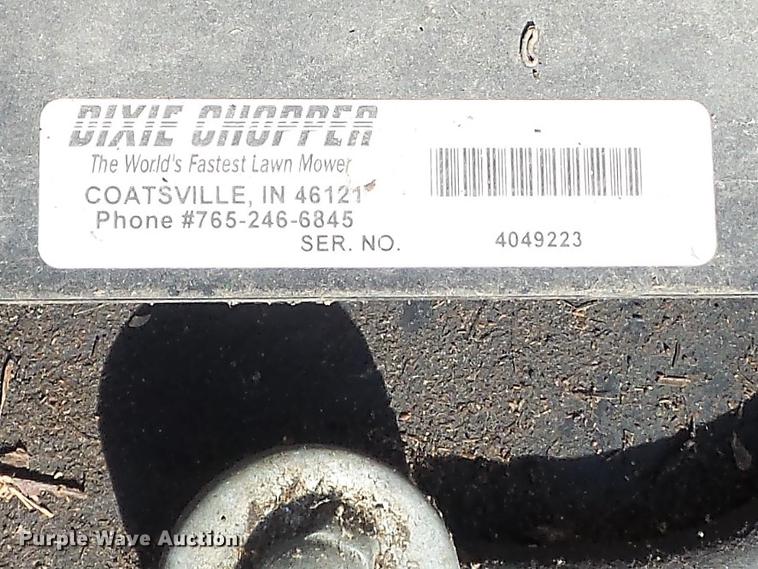 DIXIE CHOPPER
The World's Fastest Lawn Mower
COATSVILLE, IN 46121
Phone #765-246-6845
SER. NO. 4049223
Purple Wave Auction